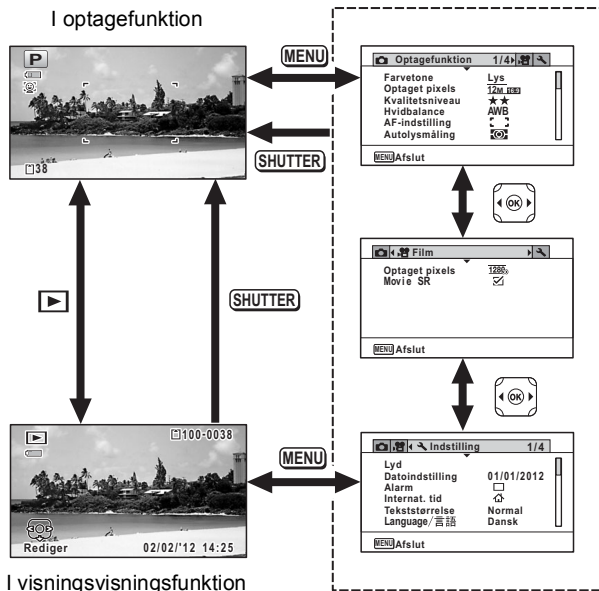 I optagefunktion
P
38
MENU
SHUTTER
Optagefunktion 1/4
Farvetone Lys
Optaget pixels 12M 16:9
Kvalitetsniveau ★★
Hvidbalance AWB
AF-indstilling
Autolysmåling
MENU Afslut
OK
SHUTTER
Film
Optaget pixels 1280
Movie SR
MENU Afslut
OK
100-0038
Rediger 02/02/'12 14:25
MENU
Indstilling 1/4
Lyd
Datoindstilling 01/01/2012
Alarm
Internat. tid
Tekststørrelse Normal
Language/言語 Dansk
MENU Afslut
I visningsvisningsfunktion